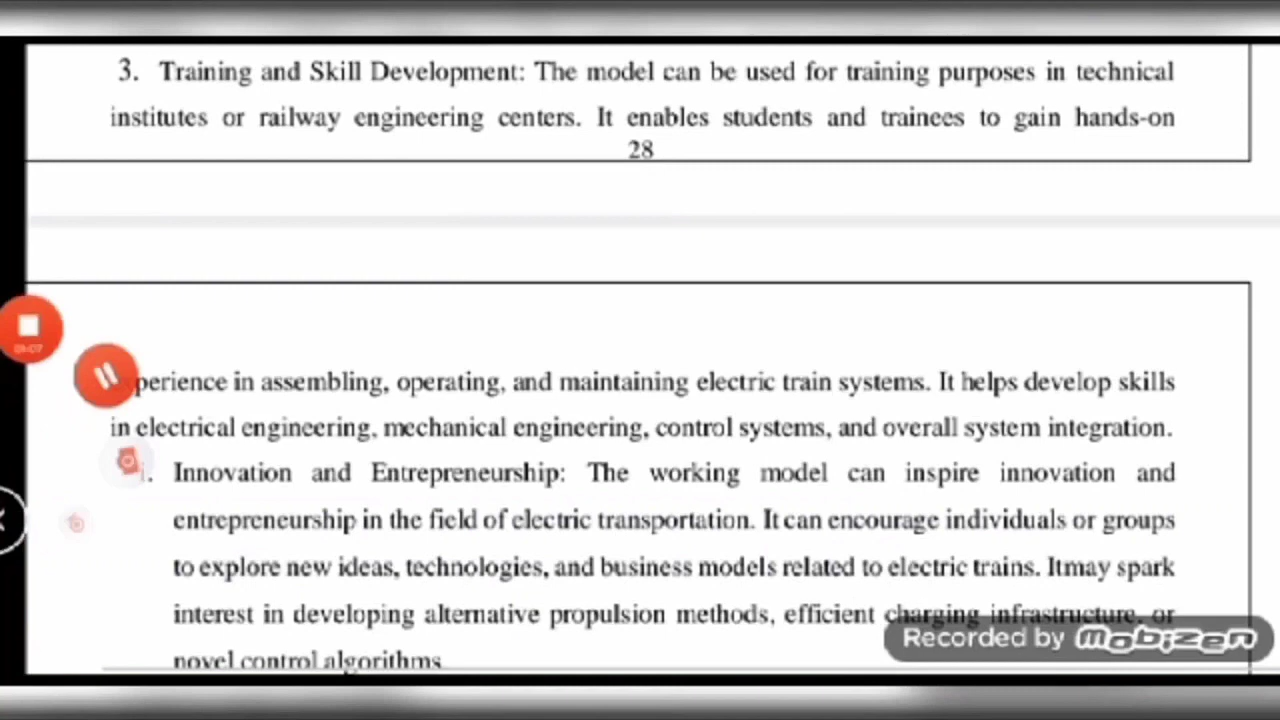 3. Training and Skill Development: The model can be used for training purposes in technical
institutes or railway engineering centers. It enables students and trainees to gain hands-on
28
perience in assembling, operating, and maintaining electric train systems. It helps develop skills
in electrical engineering, mechanical engineering, control systems, and overall system integration.
. Innovation and Entrepreneurship: The working model can inspire innovation and
entrepreneurship in the field of electric transportation. It can encourage individuals or groups
to explore new ideas, technologies, and business models related to electric trains. Itmay spark
interest in developing alternative propulsion methods, efficient charging infrastructure, or
Recorded by mobizen
novel control algorithms